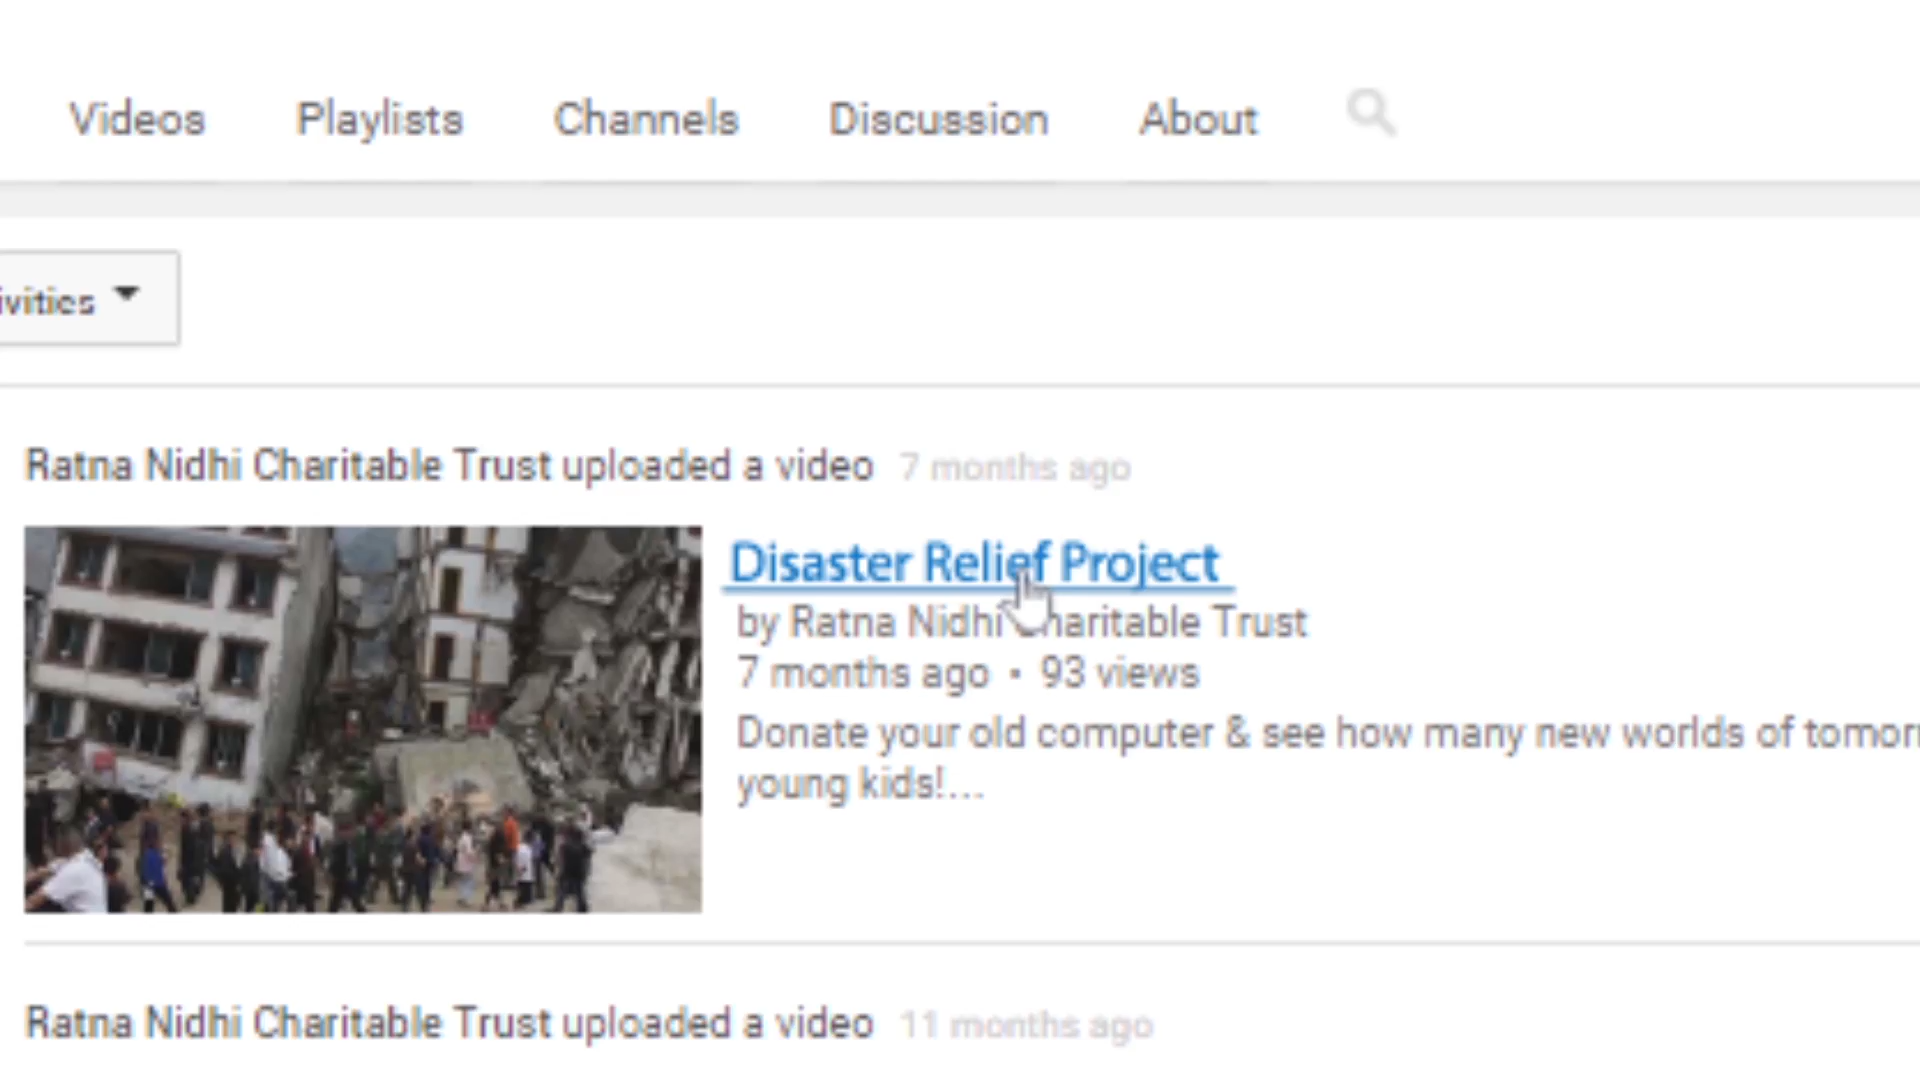 Videos Playlists Channels Discussion About
ivities
Ratna Nidhi Charitable Trust uploaded a video 7 months ago
Disaster Relief Project
by Ratna Nidhi Charitable Trust
7 months ago • 93 views
Donate your old computer & see how many new worlds of tomor
young kids!...
Ratna Nidhi Charitable Trust uploaded a video 11 months ago